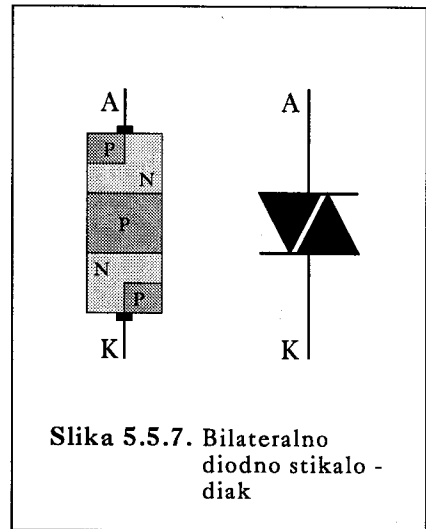 A A
P
N
P
N
P
K K
Slika 5.5.7. Bilateralno
diodno stikalo -
diak